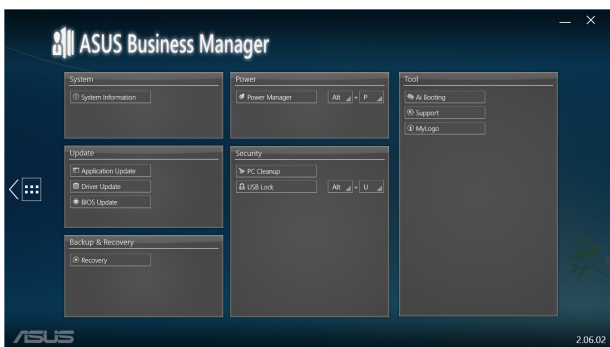 ASUS Business Manager
System
System Information
Update
Application Update
Driver Update
BIOS Update
Backup & Recovery
Recovery
Power
Power Manager Alt + P
Security
PC Cleanup
USB Lock Alt + U
Tool
Ai Booting
Support
MyLogo
ASUS
2.06.02